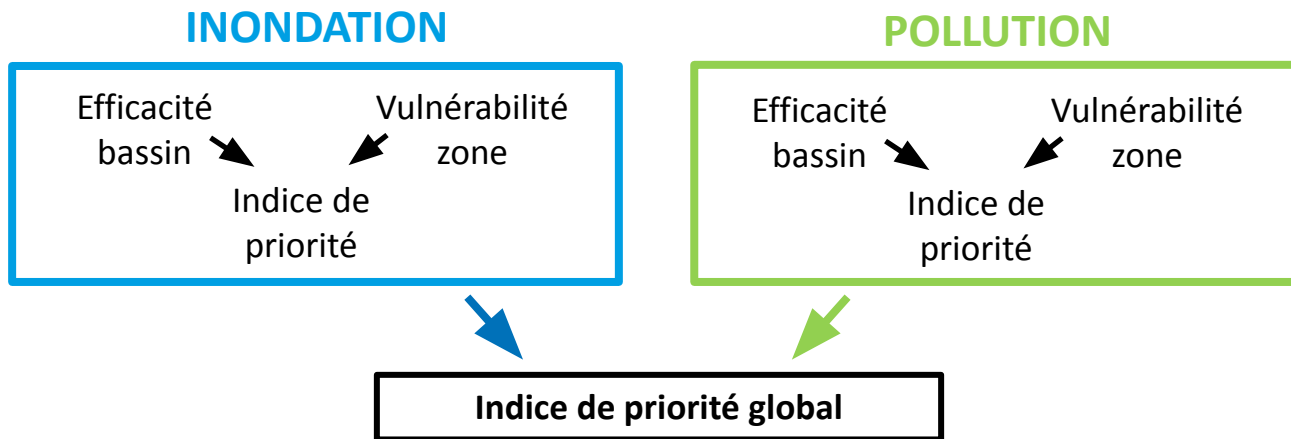 INONDATION
Efficacité
bassin
Vulnérabilité
zone
Indice de
priorité
POLLUTION
Efficacité
bassin
Vulnérabilité
zone
Indice de
priorité
Indice de priorité global